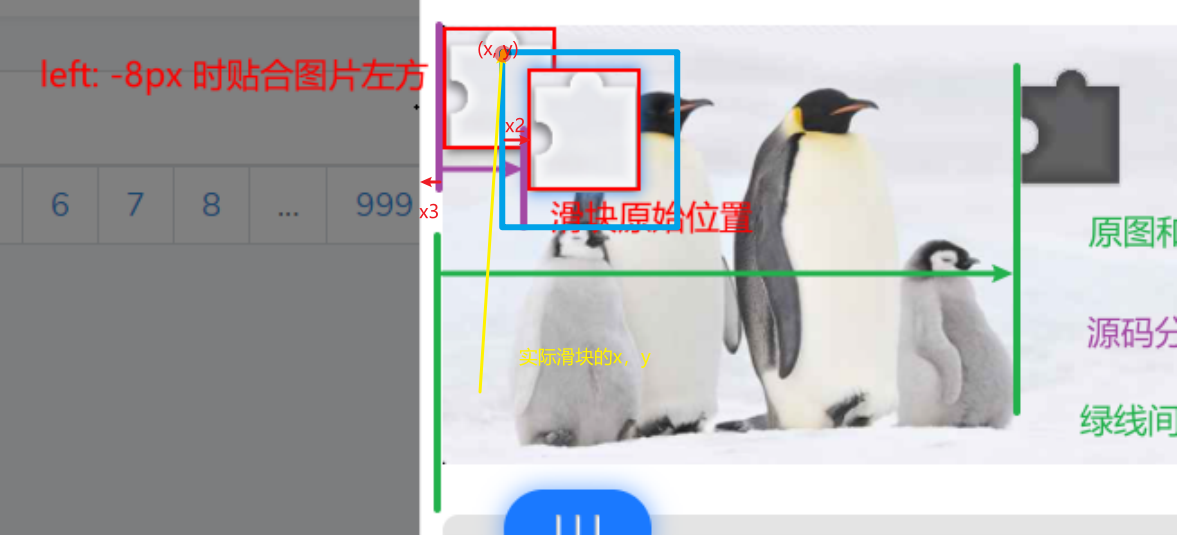 (x, y)
left: -8px 时贴合图片左方
x2
6 7 8 ... 999
x3
滑块原始位置
原图和
源码分
实际滑块的x, y
绿线间